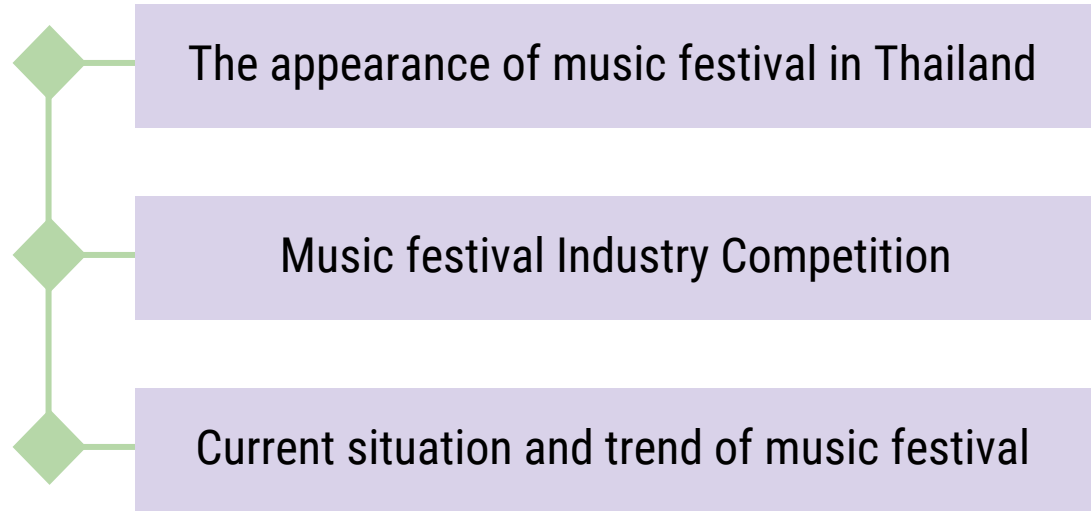 The appearance of music festival in Thailand
Music festival Industry Competition
Current situation and trend of music festival